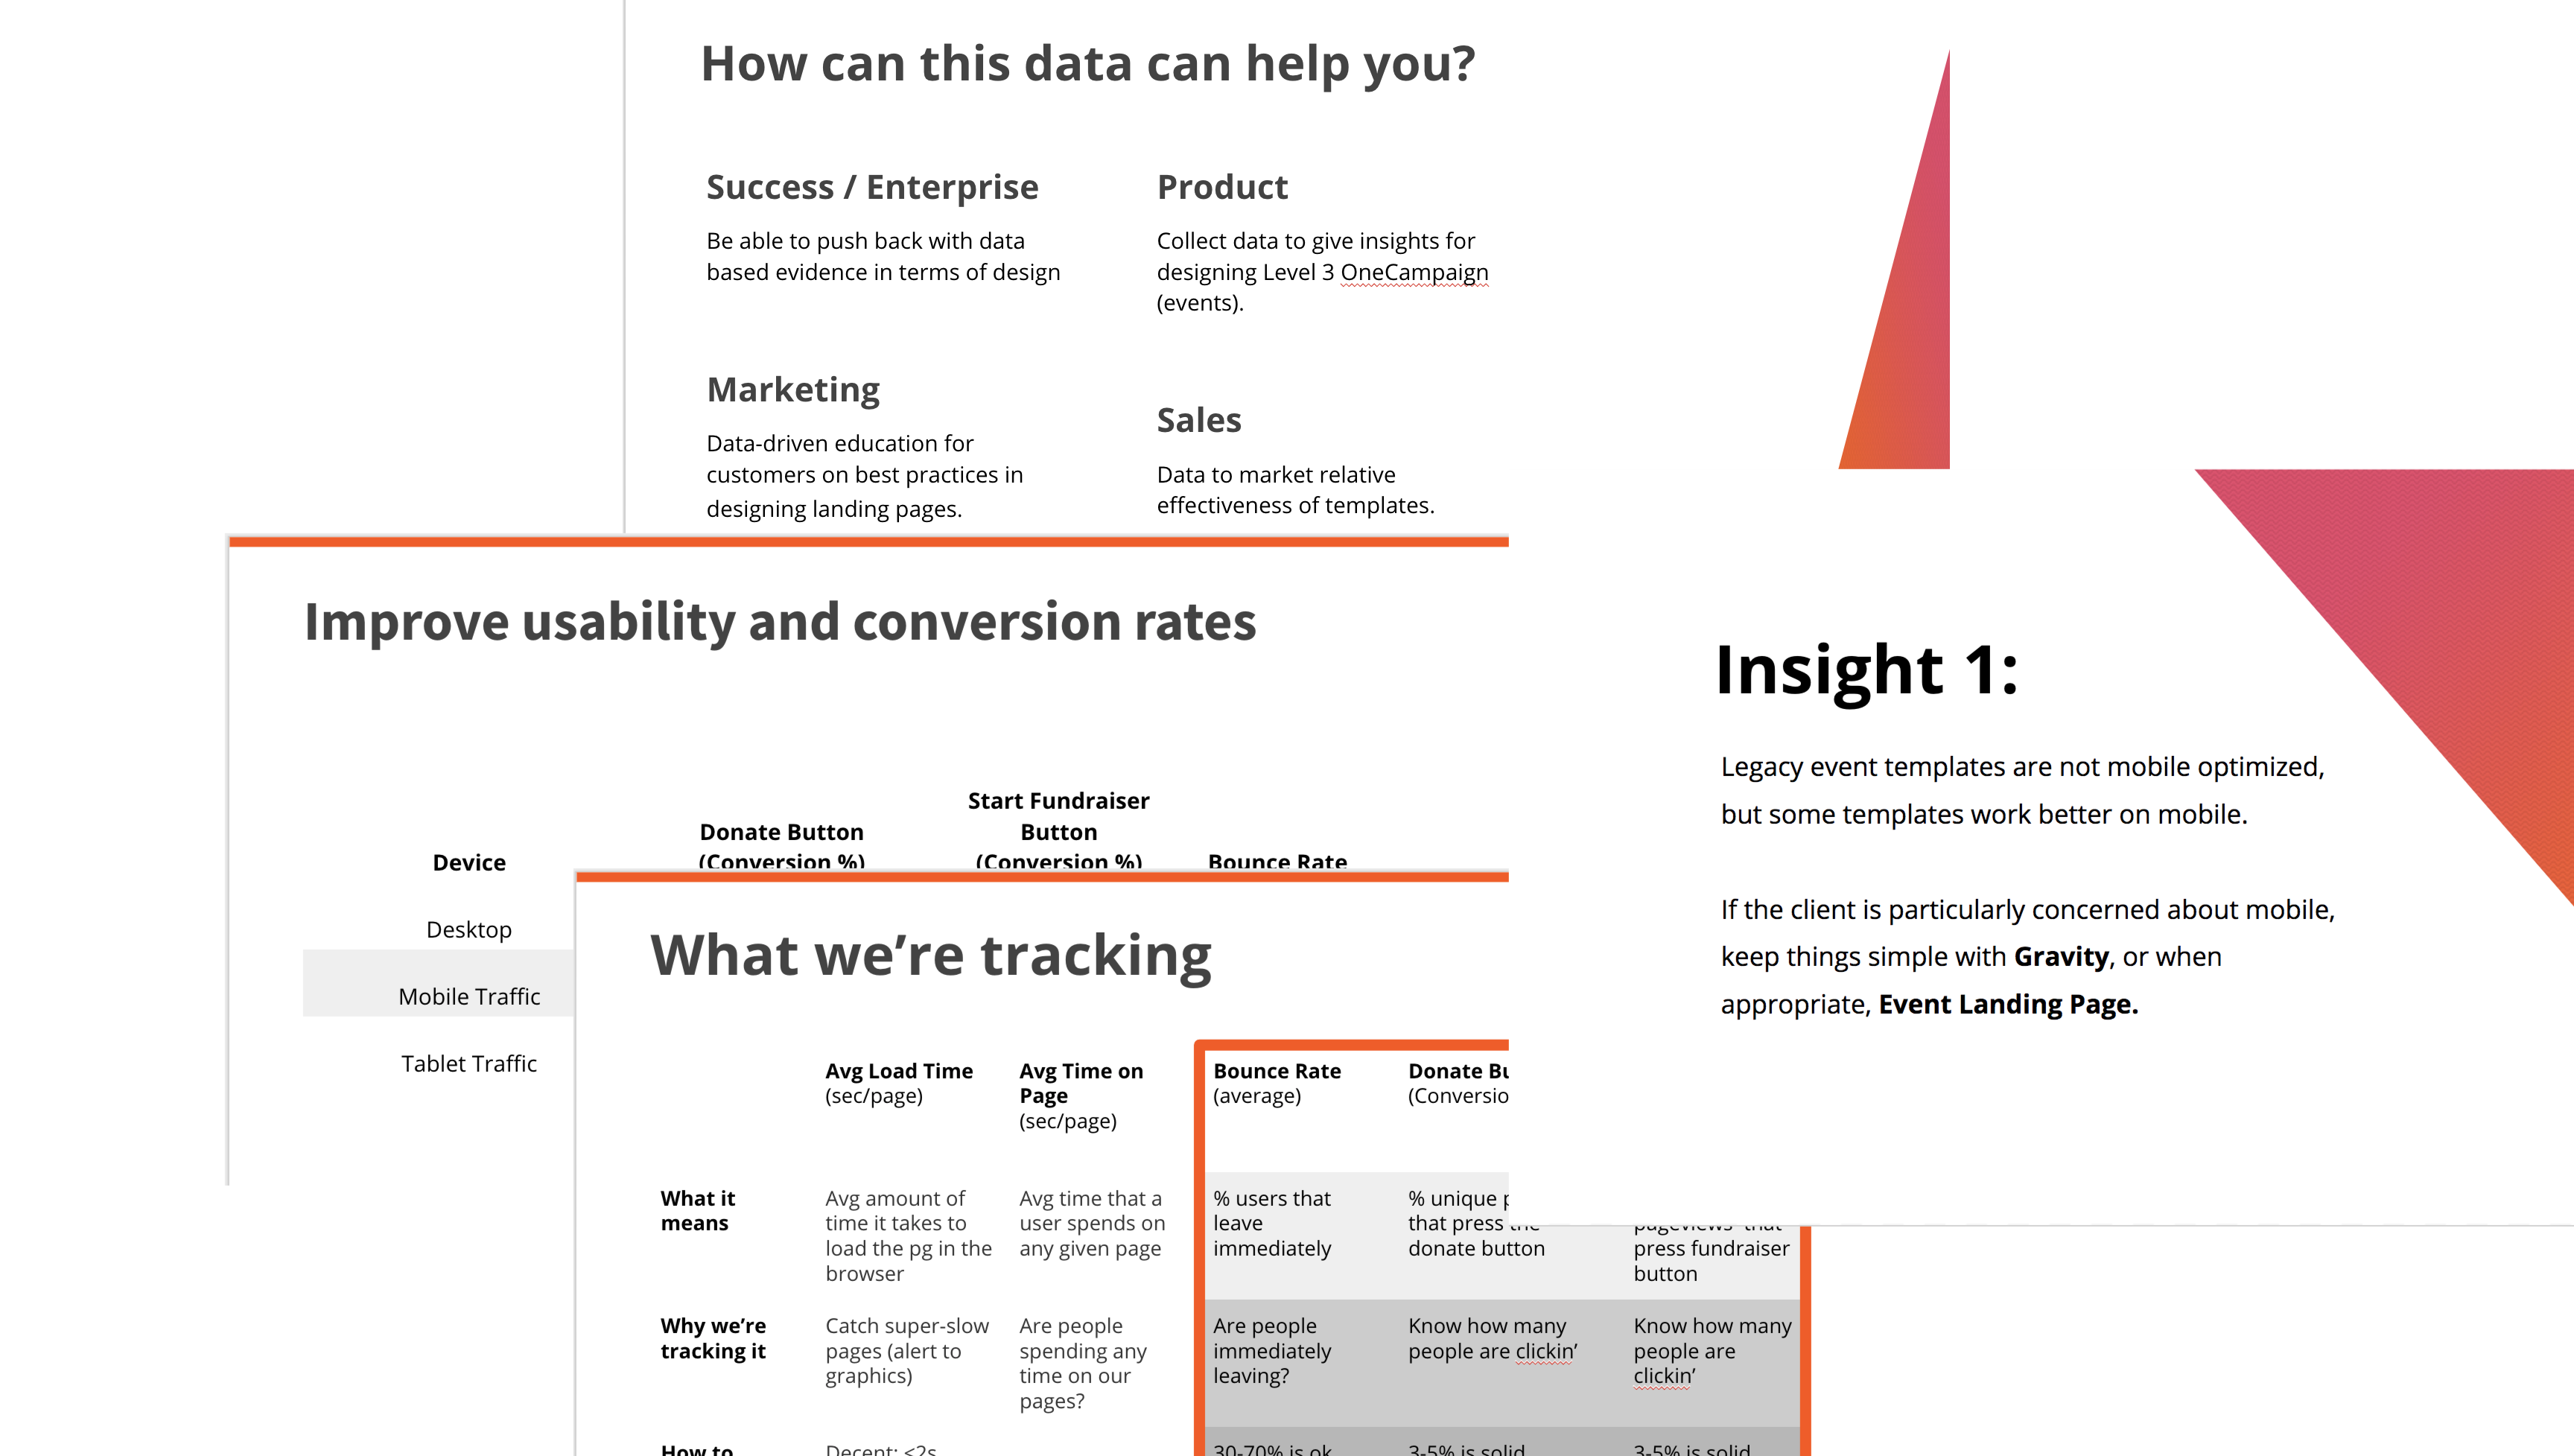 How can this data can help you?
Success / Enterprise
Be able to push back with data
based evidence in terms of design
Product
Collect data to give insights for
designing Level 3 OneCampaign
(events).
Marketing
Data-driven education for
customers on best practices in
designing landing pages.
Sales
Data to market relative
effectiveness of templates.
Improve usability and conversion rates
Device
Donate Button
(Conversion %)
Start Fundraiser
Button
(Conversion %)
Bounce Rate
Desktop
Mobile Traffic
Tablet Traffic
Insight 1:
Legacy event templates are not mobile optimized,
but some templates work better on mobile.
If the client is particularly concerned about mobile,
keep things simple with Gravity, or when
appropriate, Event Landing Page.
What we’re tracking
Avg Load Time
(sec/page)
Avg Time on
Page
(sec/page)
Bounce Rate
(average)
Donate
What it
means
Avg amount of
time it takes to
load the pg in the
browser
Avg time that a
user spends on
any given page
% users that
leave
immediately
% unique
that press the
donate button
pageviews that
press fundraiser
button
Why we’re
tracking it
Catch super-slow
pages (alert to
graphics)
Are people
spending any
time on our
pages?
Are people
immediately
leaving?
Know how many
people are clickin’
Know how many
people are
clickin’
How to
Decent: <2s
30-70% is ok
3-5% is solid
3-5% is solid